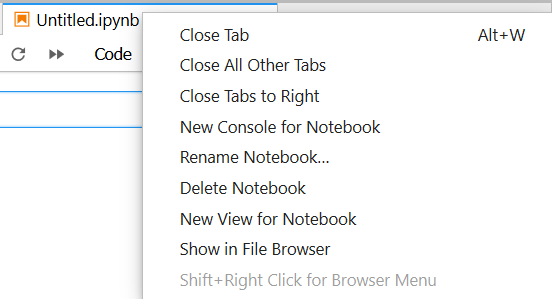 Untitled.ipynb
Code
Close Tab Alt+W
Close All Other Tabs
Close Tabs to Right
New Console for Notebook
Rename Notebook...
Delete Notebook
New View for Notebook
Show in File Browser
Shift+Right Click for Browser Menu